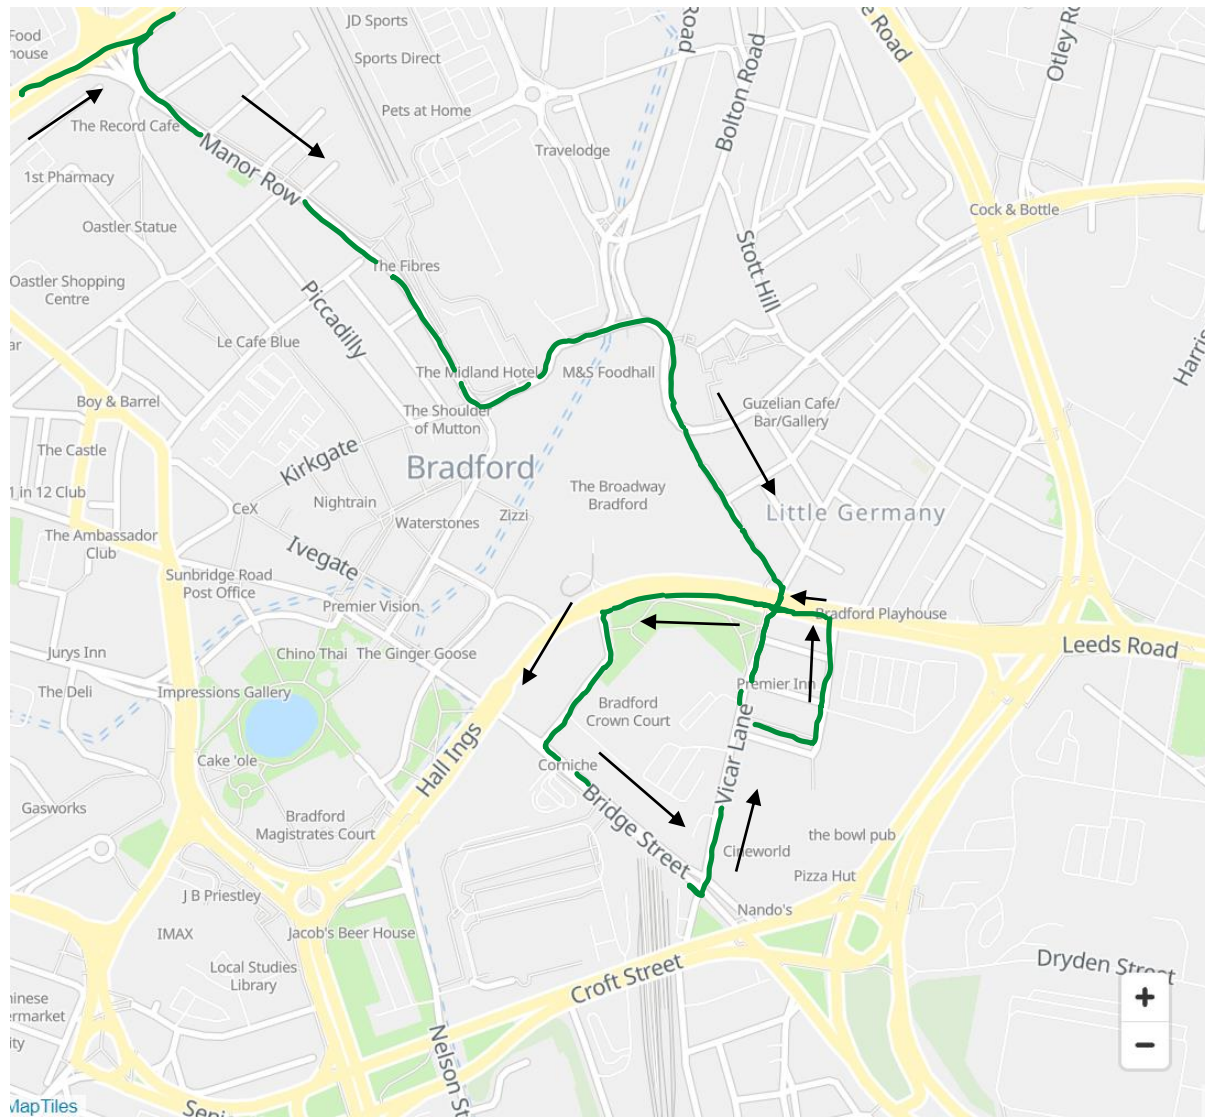 Food
house
JD Sports
Sports Direct
Pets at Home
Road
e Road
Otley Ro
Bolton Road
Travelodge
The Record Cafe
Manor Row
1st Pharmacy
Oastler Statue
Cock & Bottle
Stott Hill
The Fibres
Oastler Shopping
Centre
Piccadilly
Harris
ar
Le Cafe Blue
The Midland Hotel
M&S Foodhall
Boy & Barrel
The Shoulder
of Mutton
Guzelian Cafe/
Bar/Gallery
The Castle
Kirkgate
Bradford
1 in 12 Club
Nightrain
The Broadway
Bradford
CeX
Waterstones
Zizzi
Little Germany
The Ambassador
Club
Ivegate
Sunbridge Road
Post Office
Premier Vision
Bradford Playhouse
Leeds Road
Jurys Inn
Chino Thai
The Ginger Goose
The Deli
Impressions Gallery
Premier Inn
Bradford
Crown Court
Vicar Lane
Hall Ings
Cake 'ole
Corniche
Gasworks
Bradford
Magistrates Court
Bridge Street
the bowl pub
Cineworld
Pizza Hut
J B Priestley
Nando's
IMAX
Jacob's Beer House
Local Studies
Library
Croft Street
Dryden Street
hinese
ermarket
ity
+
−
Nelson St
MapTiles